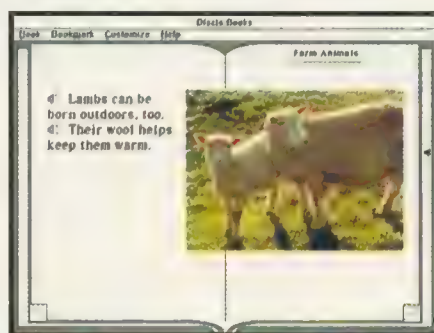 Discis Books
Book Bookmark Customize Help
Farm Animals
Lambs can be
born outdoors, too.
Their wool helps
keep them warm.